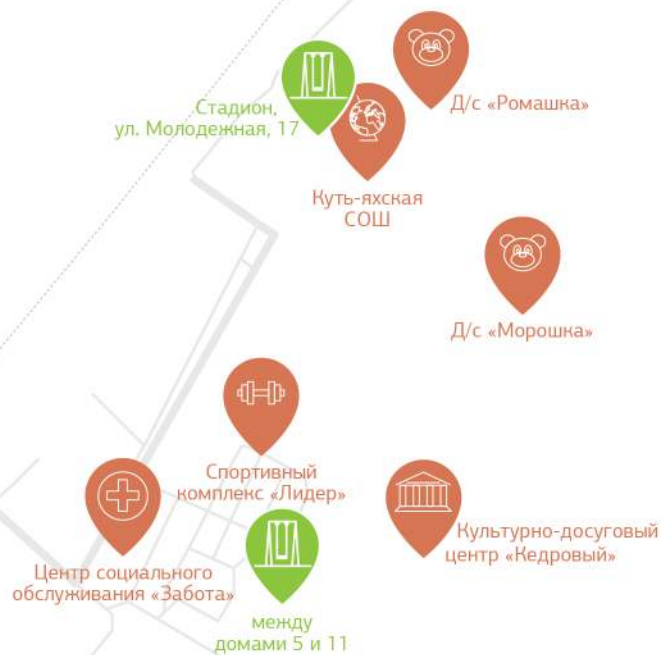 Д/с «Ромашка»
Стадион,
ул. Молодежная, 17
Куть-яхская
СОШ
Д/с «Морошка»
Спортивный
комплекс «Лидер»
Культурно-досуговый
центр «Кедровый»
Центр социального
обслуживания «Забота»
между
домами 5 и 11